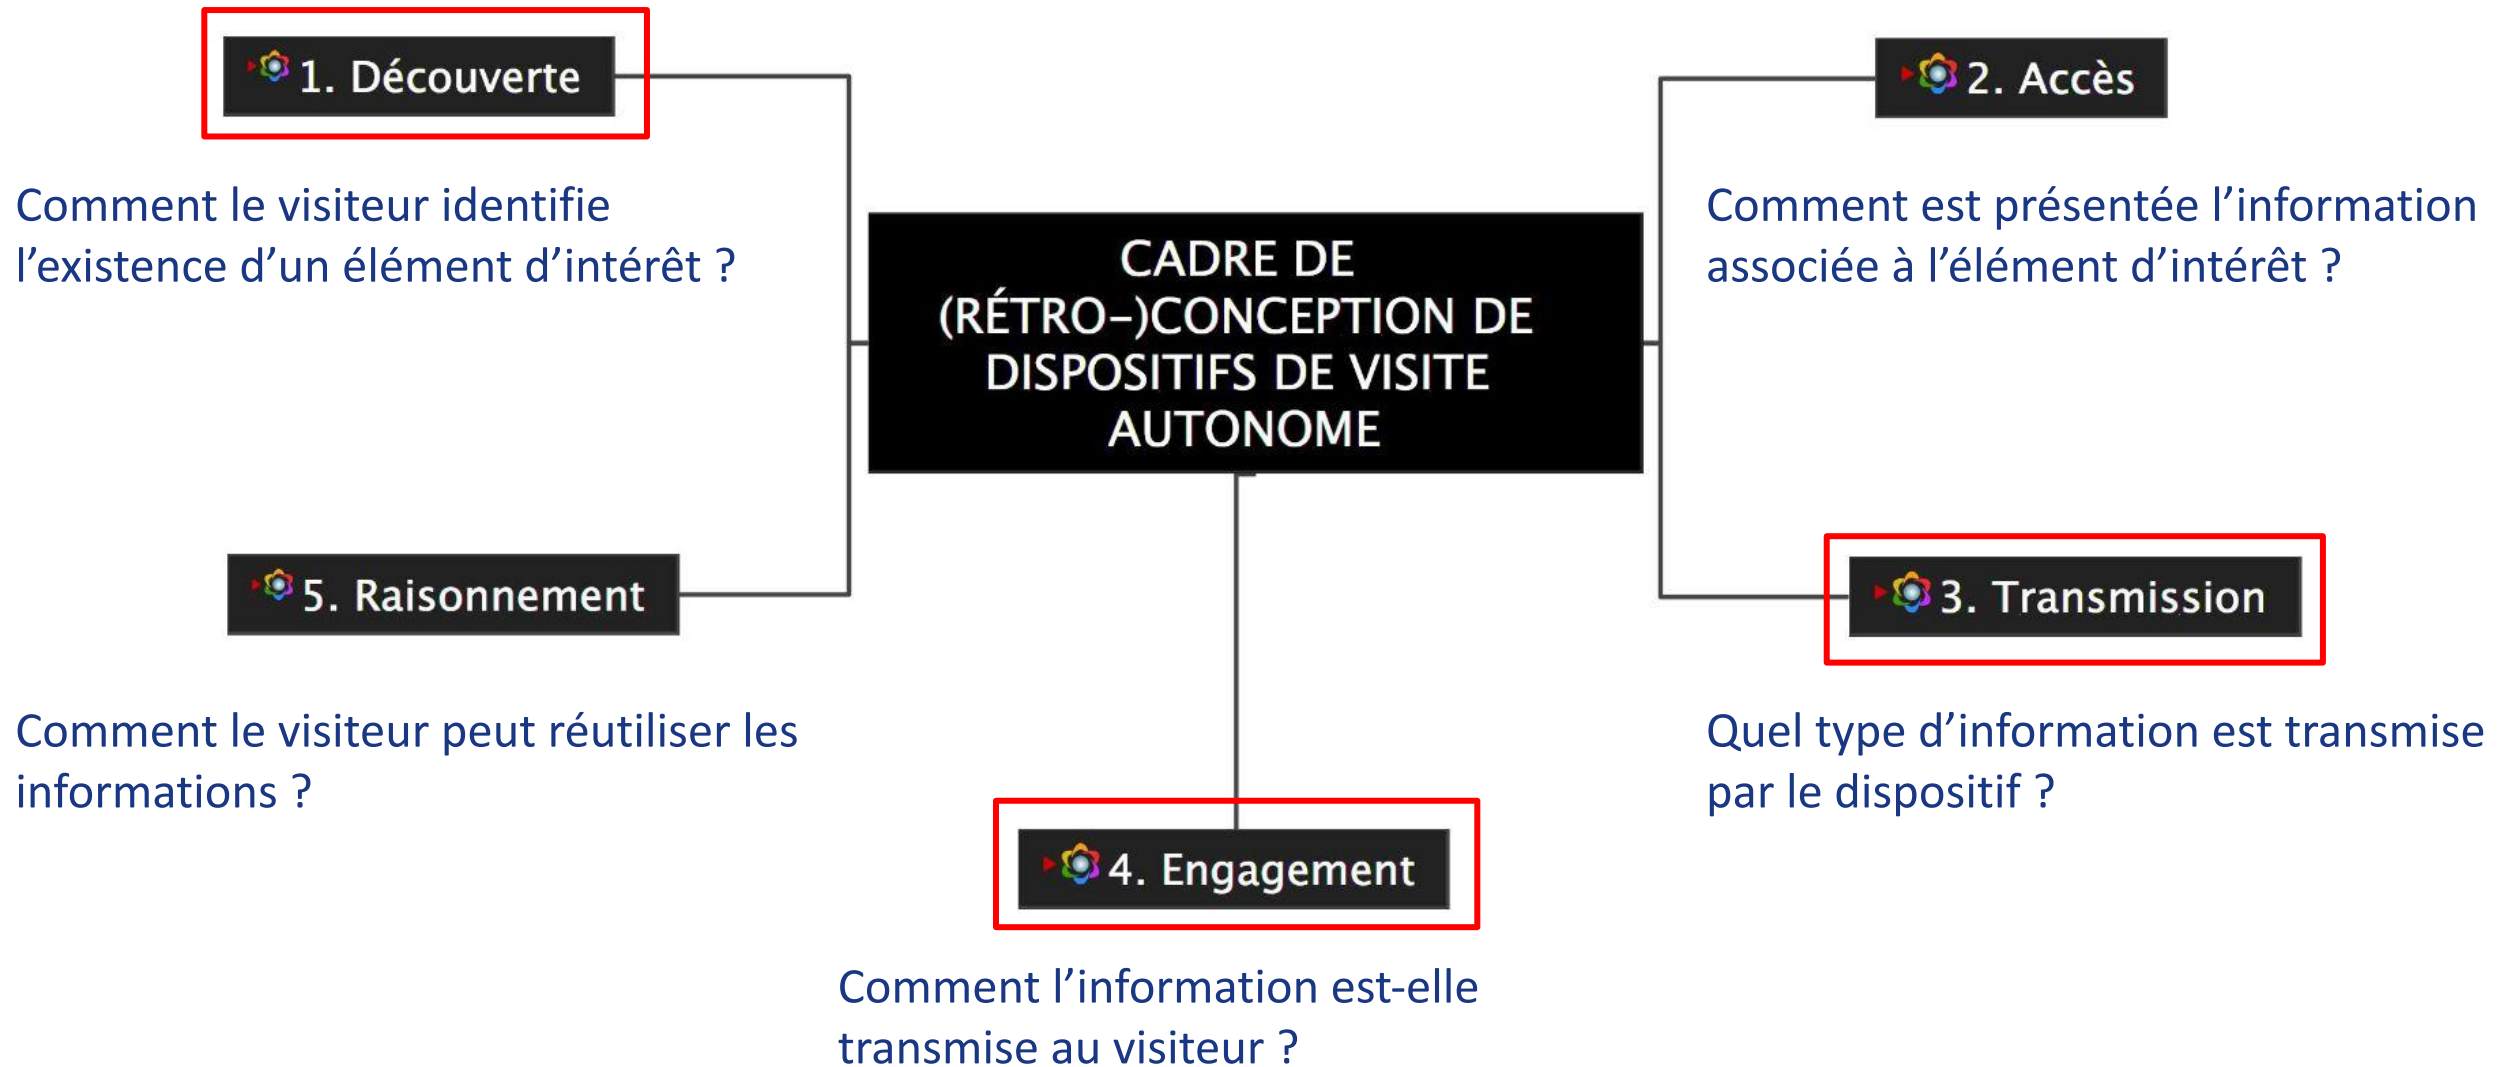 1. Découverte
Comment le visiteur identifie
l’existence d’un élément d’intérêt ?
2. Accès
Comment est présentée l’information
associée à l’élément d’intérêt ?
CADRE DE
(RÉTRO-)CONCEPTION DE
DISPOSITIFS DE VISITE
AUTONOME
3. Transmission
Quel type d’information est transmise
par le dispositif ?
4. Engagement
Comment l’information est-elle
transmise au visiteur ?
5. Raisonnement
Comment le visiteur peut réutiliser les
informations ?